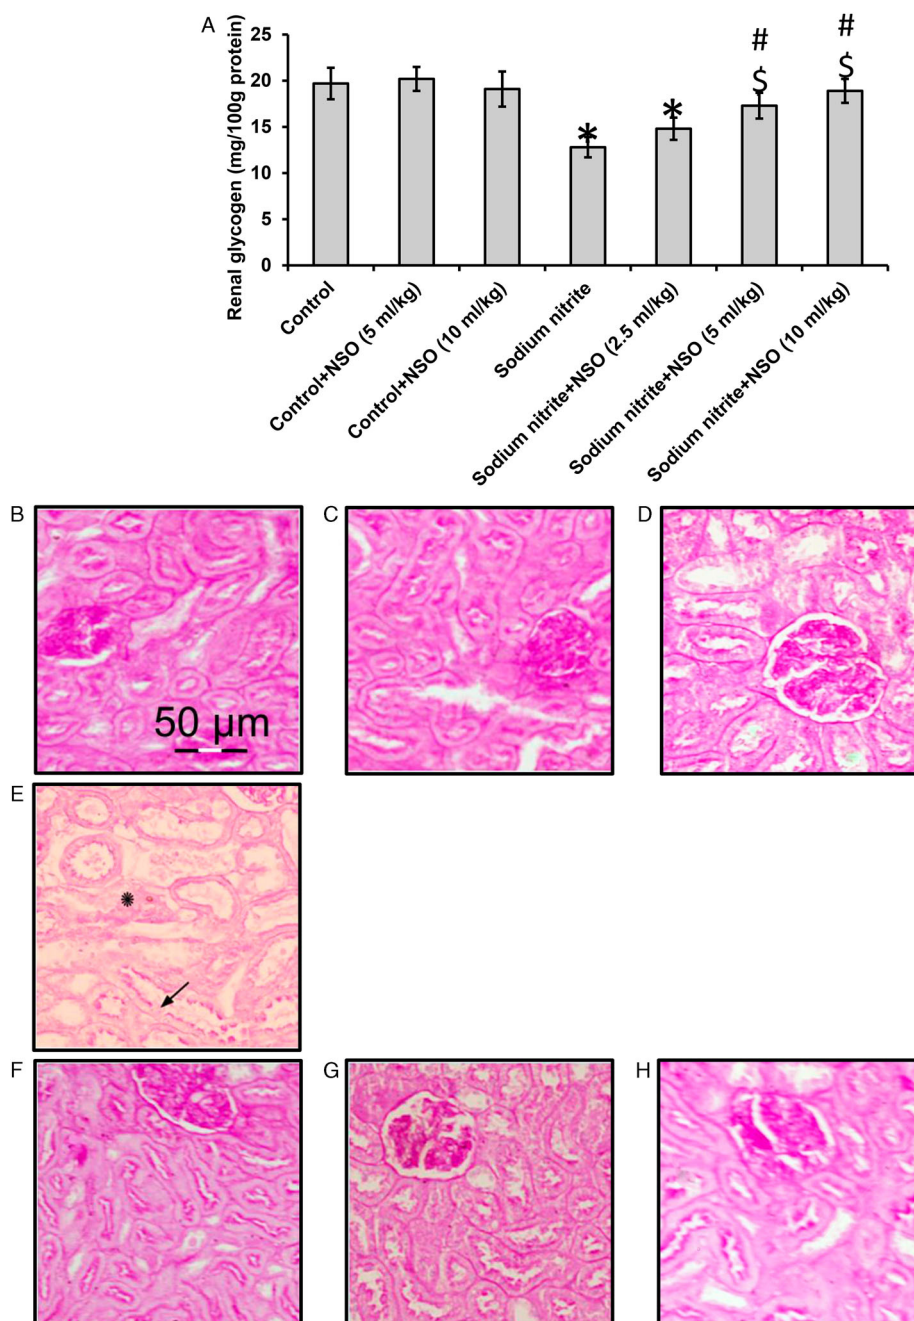 A
Renal glycogen (mg/100g protein)
25
20
15
10
5
0
*
*
#
$
#
$
Control
Control+NSO (5 ml/kg)
Control+NSO (10 ml/kg)
Sodium nitrite
Sodium nitrite+NSO (2.5 ml/kg)
Sodium nitrite+NSO (5 ml/kg)
Sodium nitrite+NSO (10 ml/kg)
B
50 µm
C
D
E
*
F
G
H